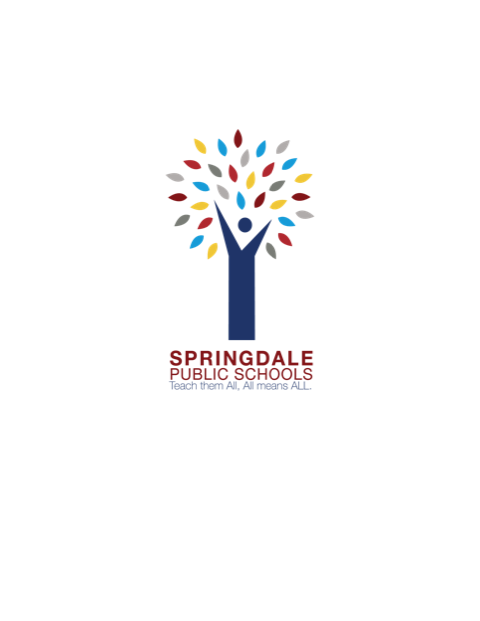 SPRINGDALE
PUBLIC SCHOOLS
Teach them All, All means ALL.